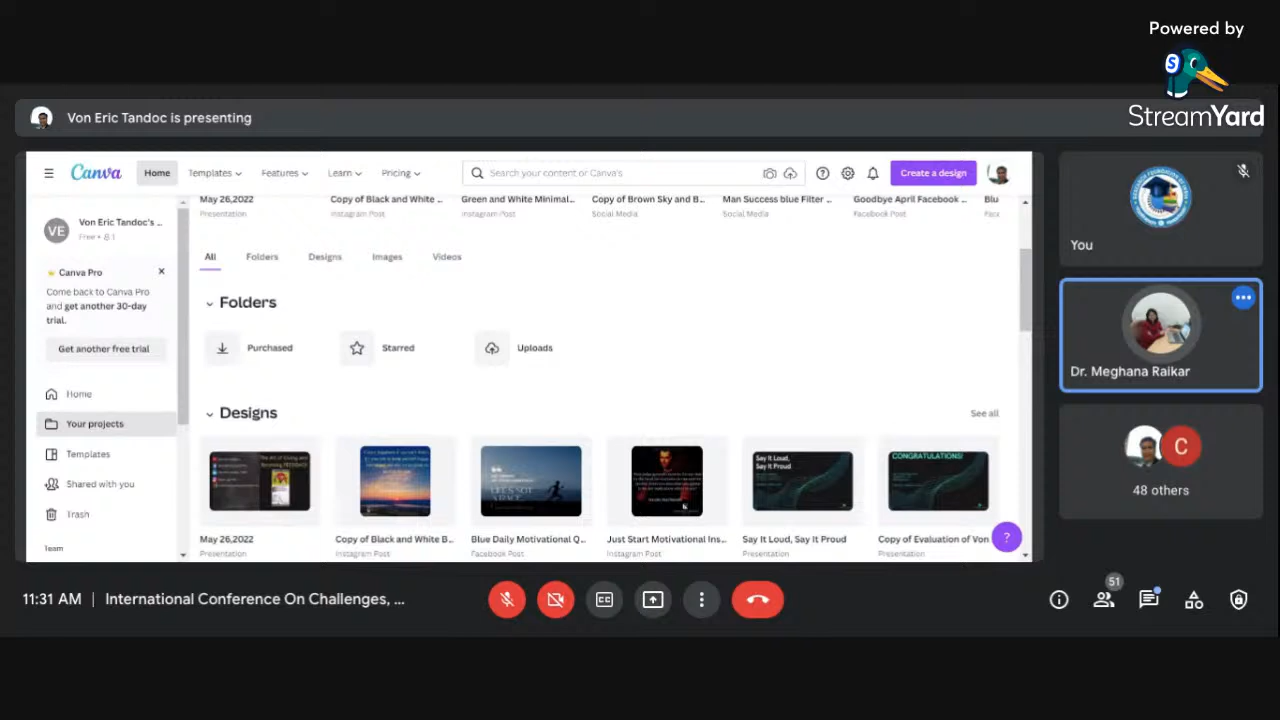 Powered by
S
StreamYard
Von Eric Tandoc is presenting
Canva
Home
Templates
Features
Learn
Pricing
Search your content or Canva's
Create a design
VE
Von Eric Tandoc's ...
Free • 1
Canva Pro
Come back to Canva Pro
and get another 30-day
trial.
Get another free trial
Home
Your projects
Templates
Shared with you
Trash
Team
May 26,2022
Presentation
Copy of Black and White ...
Instagram Post
Green and White Minimal...
Instagram Post
Copy of Brown Sky and B...
Social Media
Man Success blue Filter ...
Social Media
Goodbye April Facebook ...
Facebook Post
Blu
All
Folders
Designs
Images
Videos
Folders
Purchased
Starred
Uploads
Designs
See all
LET'S NOT
A RACE
Say It Loud,
Say It Proud
CONGRATULATIONS!
May 26,2022
Presentation
Copy of Black and White B...
Instagram Post
Blue Daily Motivational Q...
Facebook Post
Just Start Motivational Ins...
Instagram Post
Say It Loud, Say It Proud
Presentation
Copy of Evaluation of Von
Presentation
?
You
Dr. Meghana Raikar
C
48 others
11:31 AM
International Conference On Challenges, ...
CC
51